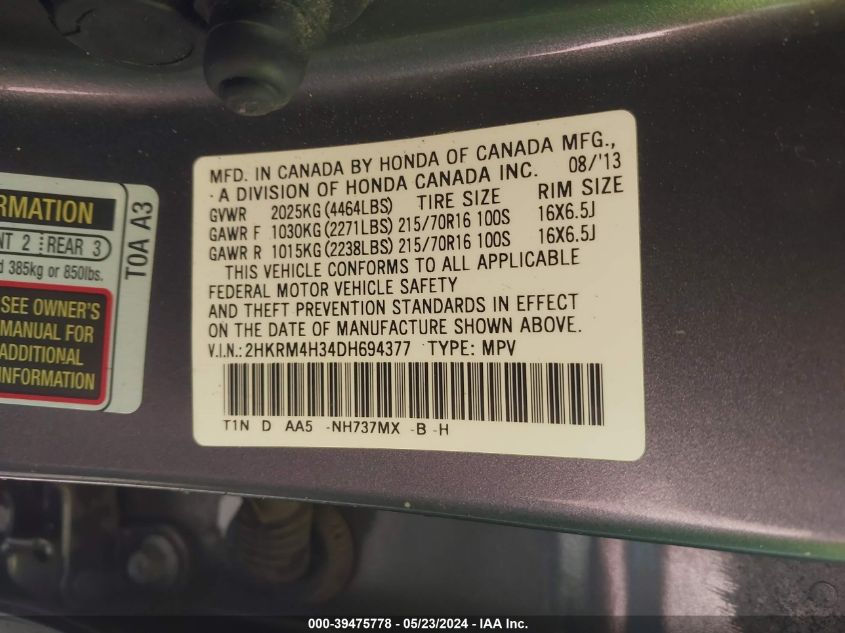 MFD. IN CANADA BY HONDA OF CANADA MFG.,
A DIVISION OF HONDA CANADA INC. 08/'13
GVWR 2025KG (4464LBS) TIRE SIZE RIM SIZE
GAWR F 1030KG (2271LBS) 215/70R16 100S 16X6.5J
GAWR R 1015KG (2238LBS) 215/70R16 100S 16X6.5J
THIS VEHICLE CONFORMS TO ALL APPLICABLE
FEDERAL MOTOR VEHICLE SAFETY
AND THEFT PREVENTION STANDARDS IN EFFECT
ON THE DATE OF MANUFACTURE SHOWN ABOVE.
V.I.N.: 2HKRM4H34DH694377 TYPE: MPV
T1N D AA5 -NH737MX -B -H
RMATION
NT 2 REAR 3
d 385kg or 850lbs.
SEE OWNER'S
MANUAL FOR
ADDITIONAL
INFORMATION
T0A A3
000-39475778 - 05/23/2024 - IAA Inc.